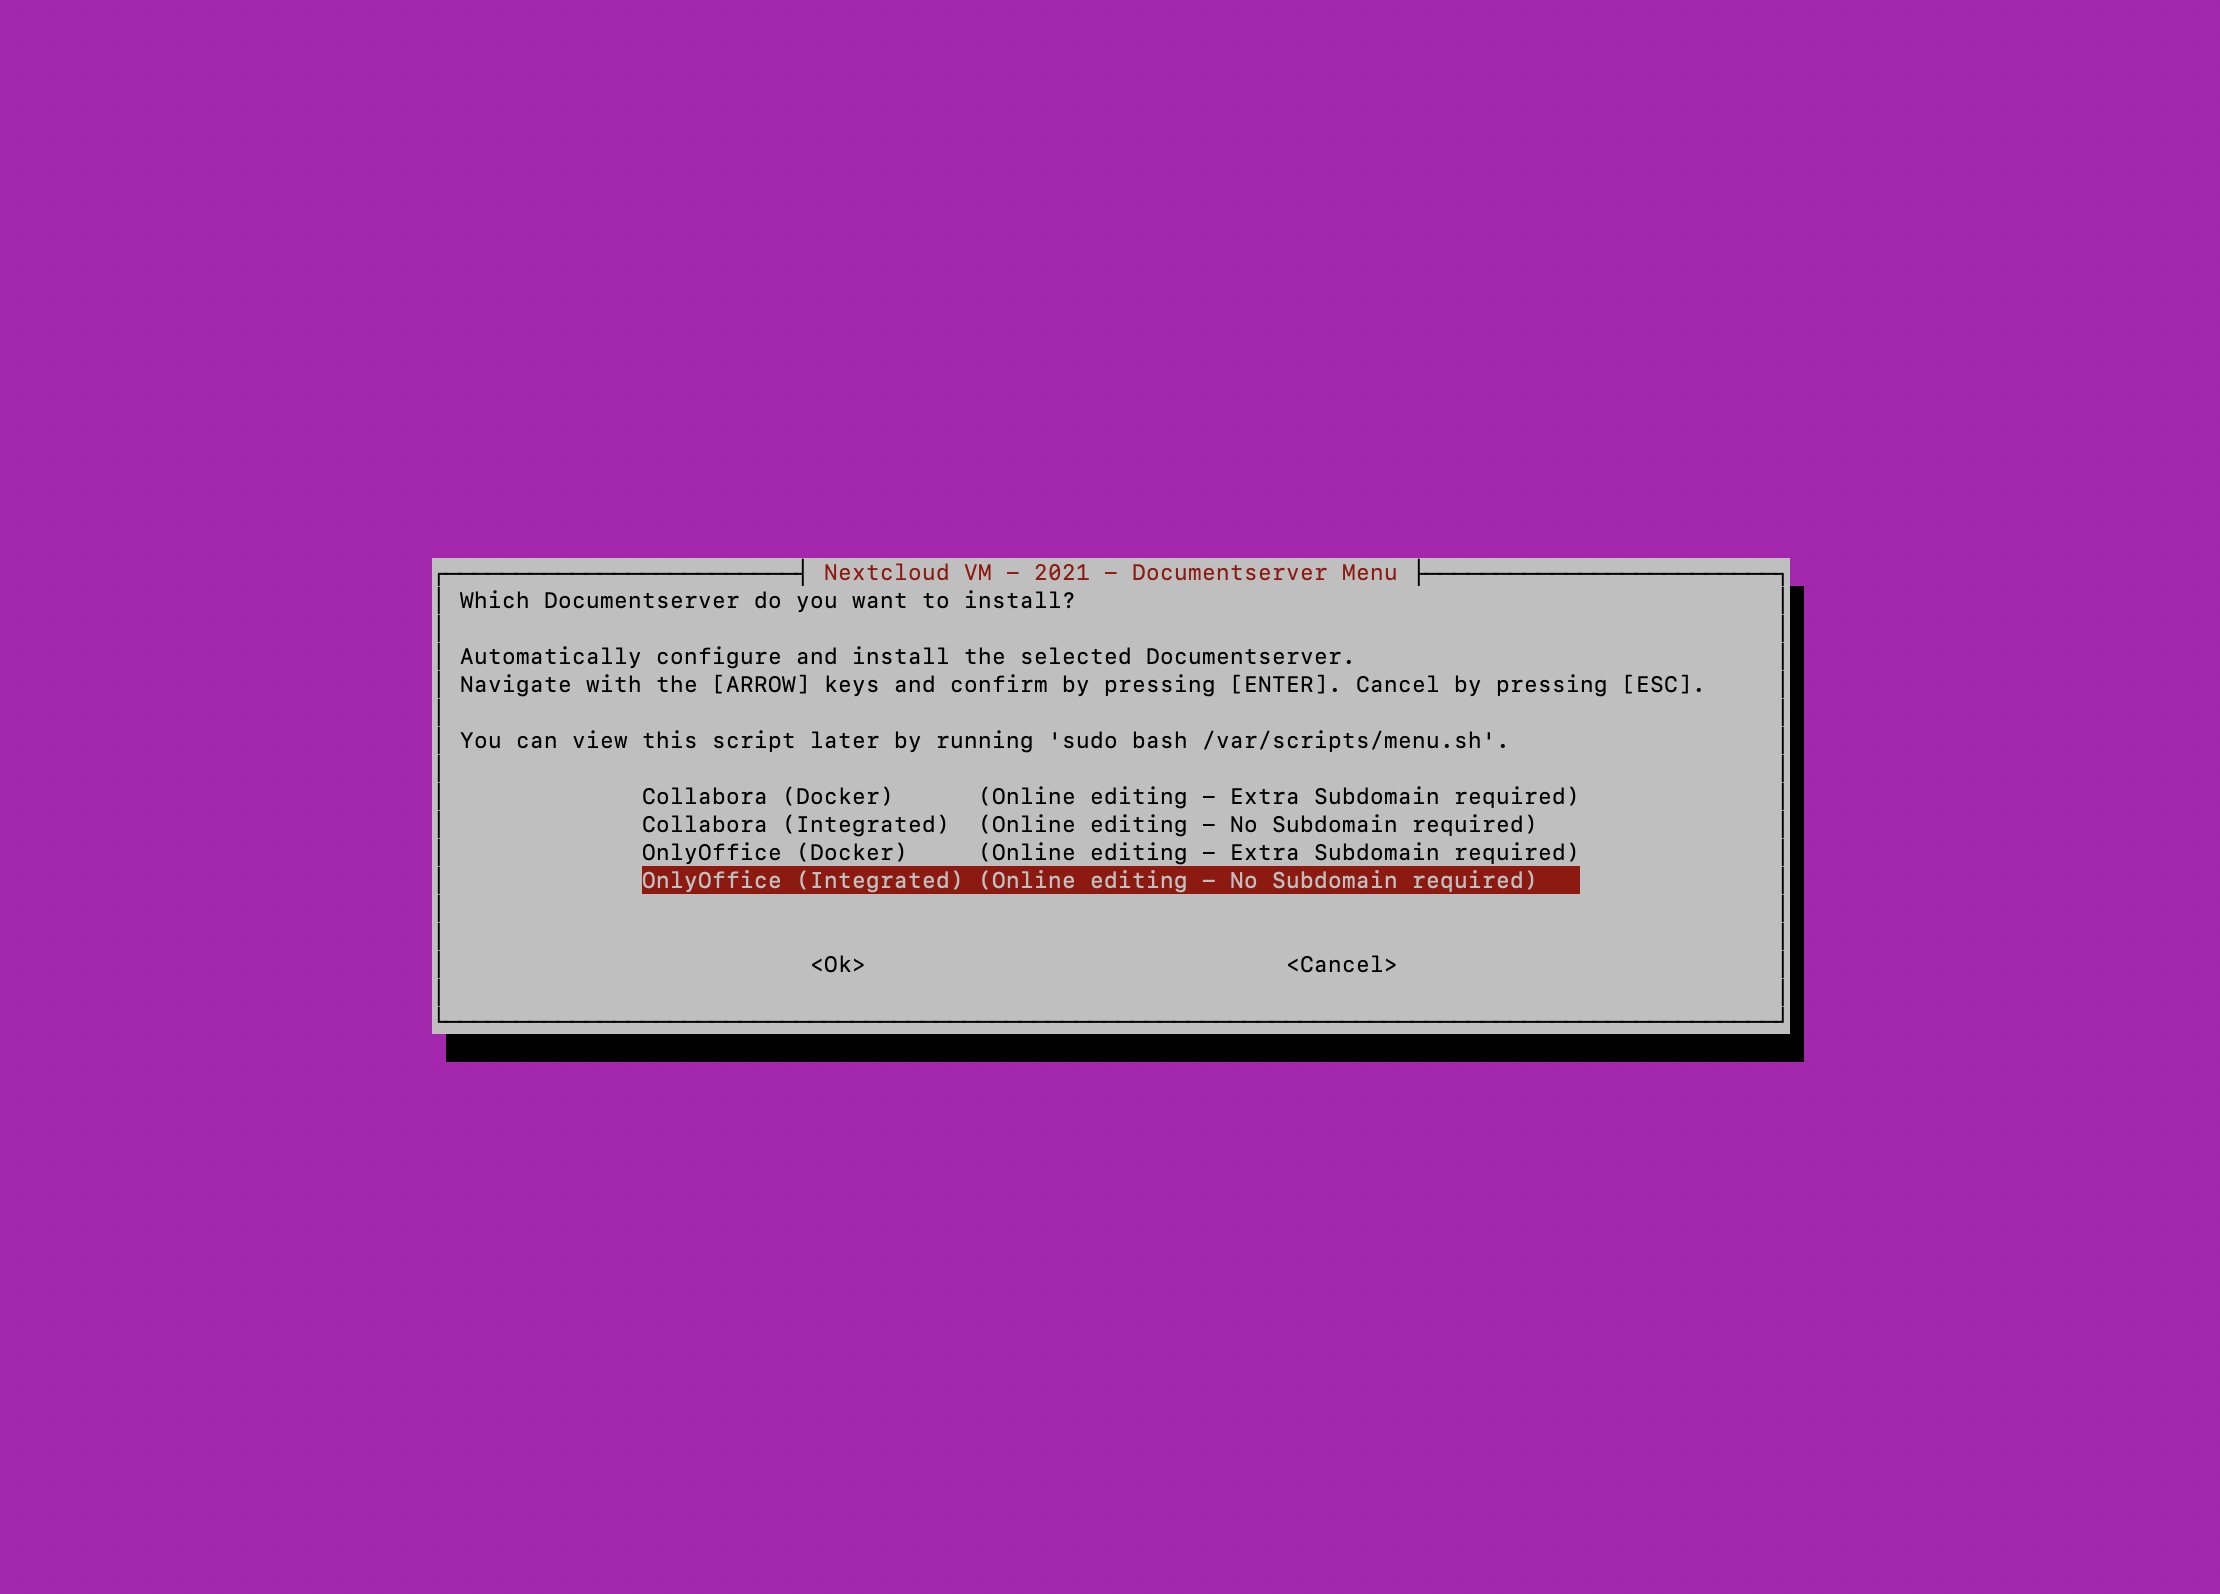 Nextcloud VM – 2021 – Documentserver Menu
Which Documentserver do you want to install?
Automatically configure and install the selected Documentserver.
Navigate with the [ARROW] keys and confirm by pressing [ENTER]. Cancel by pressing [ESC].
You can view this script later by running 'sudo bash /var/scripts/menu.sh'.
Collabora (Docker) (Online editing – Extra Subdomain required)
Collabora (Integrated) (Online editing – No Subdomain required)
OnlyOffice (Docker) (Online editing – Extra Subdomain required)
OnlyOffice (Integrated) (Online editing – No Subdomain required)
<Ok> <Cancel>